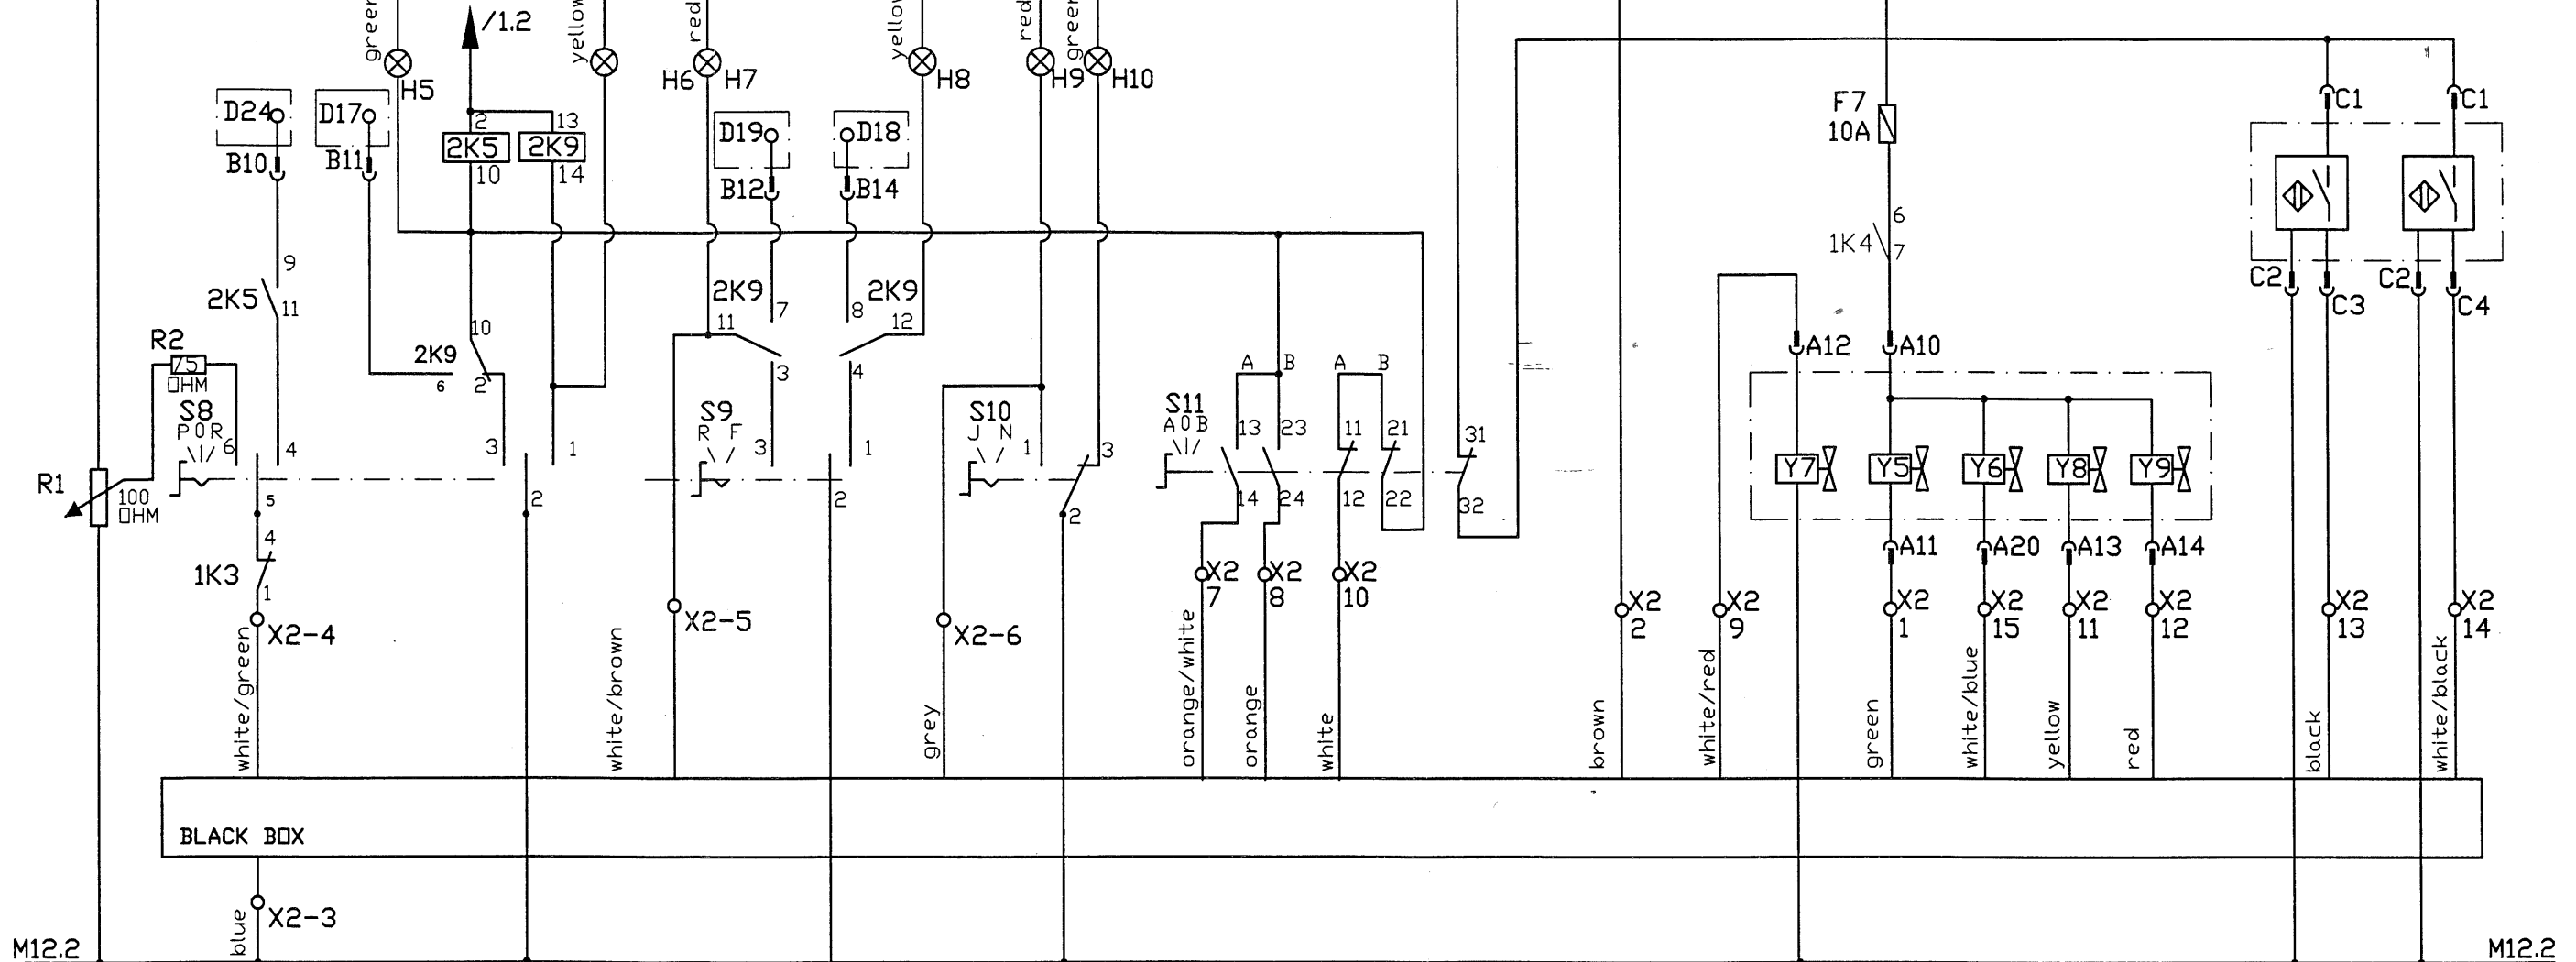 green
/1.2
yellow
red
yellow
red
green
H5
H6 H7
H8
H9
H10
D24
D17
2
13
D19
D18
F7
10A
C1
C1
B10
B11
2K5
2K9
10
14
B12
B14
6
1K4
7
9
2K5
11
2K9
7
8
2K9
C2
C3
C2
C4
11
12
10
R2
75
OHM
2K9
6
2
3
4
A12
A10
A B
A B
S8
P O R
6
4
3
1
S9
R F
3
1
S10
J N
1
3
S11
A O B
13
23
11
21
31
R1
100
OHM
5
2
2
2
14
24
12
22
32
Y7
Y5
Y6
Y8
Y9
4
1K3
1
A11
A20
A13
A14
X2
7
X2
8
X2
10
X2-4
X2-5
X2-6
X2
2
X2
9
X2
1
X2
15
X2
11
X2
12
X2
13
X2
14
white/green
white/brown
grey
orange/white
orange
white
brown
white/red
green
white/blue
yellow
red
black
white/black
BLACK BOX
X2-3
blue
M12.2
M12.2